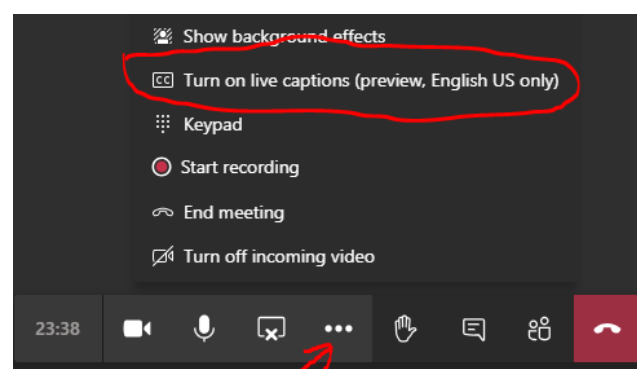 Show background effects
CC Turn on live captions (preview, English US only)
Keypad
Start recording
End meeting
Turn off incoming video
23:38